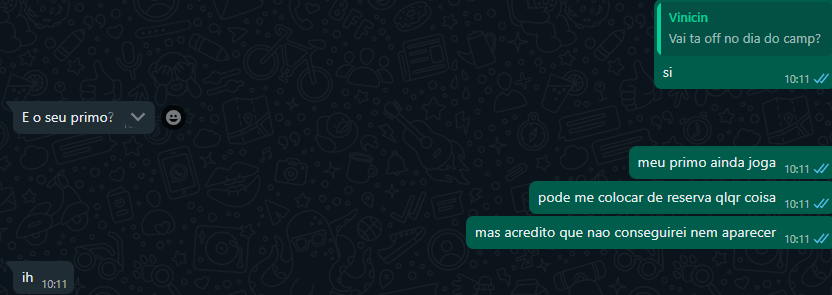 Vinicin
Vai ta off no dia do camp?
si
10:11
E o seu primo?
meu primo ainda joga 10:11
pode me colocar de reserva qlqr coisa 10:11
mas acredito que nao conseguirei nem aparecer 10:11
ih 10:11